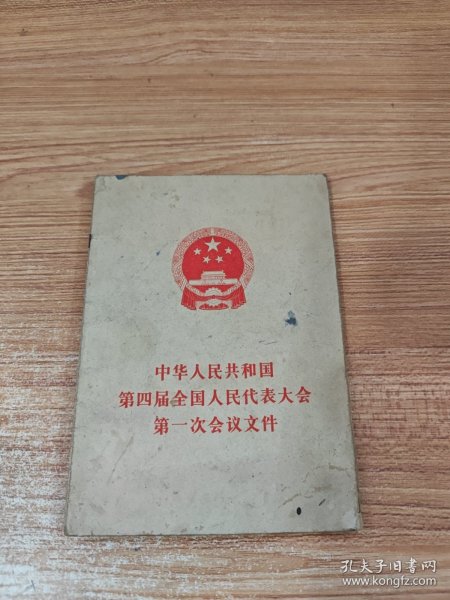 中华人民共和国
第四届全国人民代表大会
第一次会议文件
孔夫子旧书网
www.kongfz.com